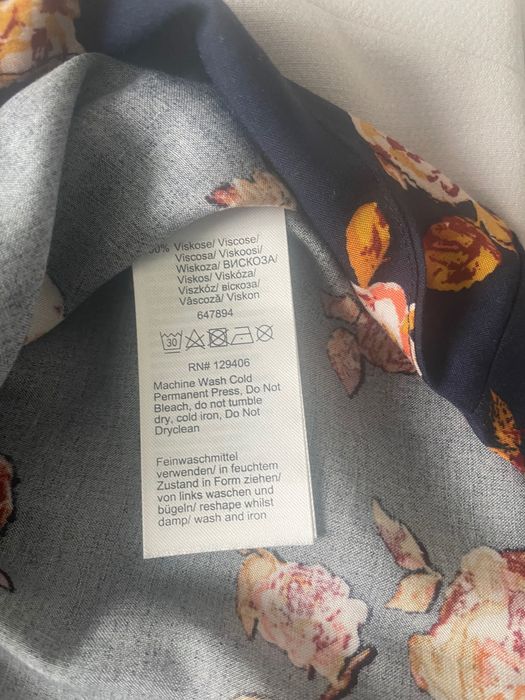 % Viskose/ Viscose/
Viscosa/ Viskoosi/
Wiskoza/ ВИСКОЗА/
Viskos/ Viskóza/
Viszkóz/ віскоза/
Vâscoză/ Viskon
647894
30
RN# 129406
Machine Wash Cold
Permanent Press, Do Not
Bleach, do not tumble
dry, cold iron, Do Not
Dryclean
Feinwaschmittel
verwenden/ in feuchtem
Zustand in Form ziehen/
von links waschen und
bügeln/ reshape whilst
damp/ wash and iron